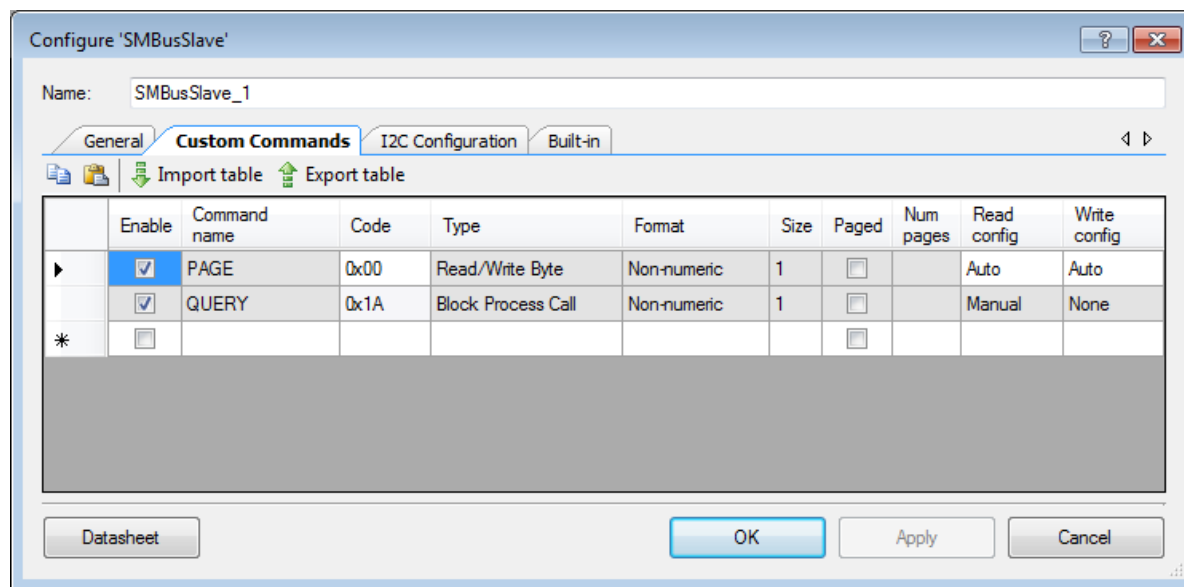 Configure 'SMBusSlave'
Name: SMBusSlave_1
General Custom Commands I2C Configuration Built-in
Import table Export table
Enable Command name Code Type Format Size Paged Num pages Read config Write config
PAGE 0x00 Read/Write Byte Non-numeric 1 Auto Auto
QUERY 0x1A Block Process Call Non-numeric 1 Manual None
Datasheet OK Apply Cancel